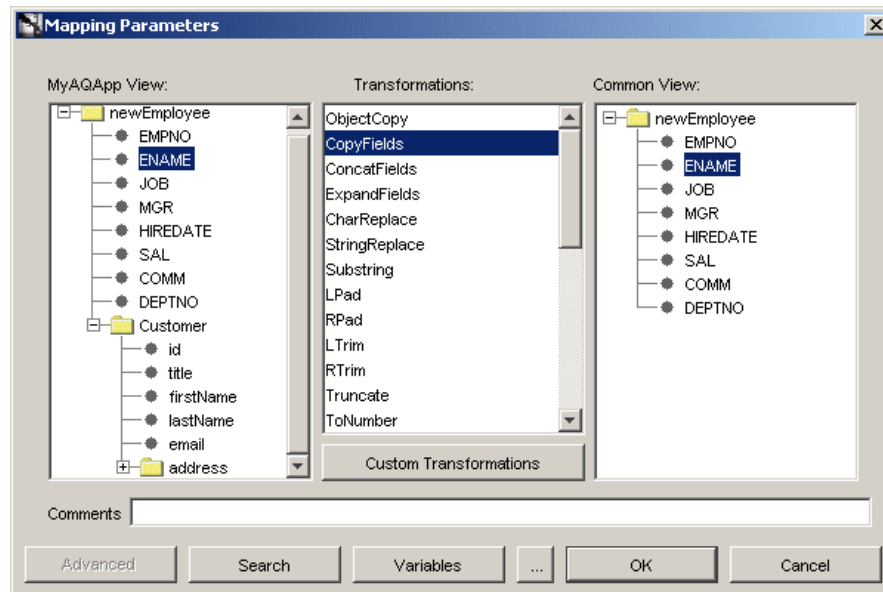 Mapping Parameters
MyAQApp View:
newEmployee
EMPNO
ENAME
JOB
MGR
HIREDATE
SAL
COMM
DEPTNO
Customer
id
title
firstName
lastName
email
address
Transformations:
ObjectCopy
CopyFields
ConcatFields
ExpandFields
CharReplace
StringReplace
Substring
LPad
RPad
LTrim
RTrim
Truncate
ToNumber
Custom Transformations
Common View:
newEmployee
EMPNO
ENAME
JOB
MGR
HIREDATE
SAL
COMM
DEPTNO
Comments
Advanced
Search
Variables
...
OK
Cancel